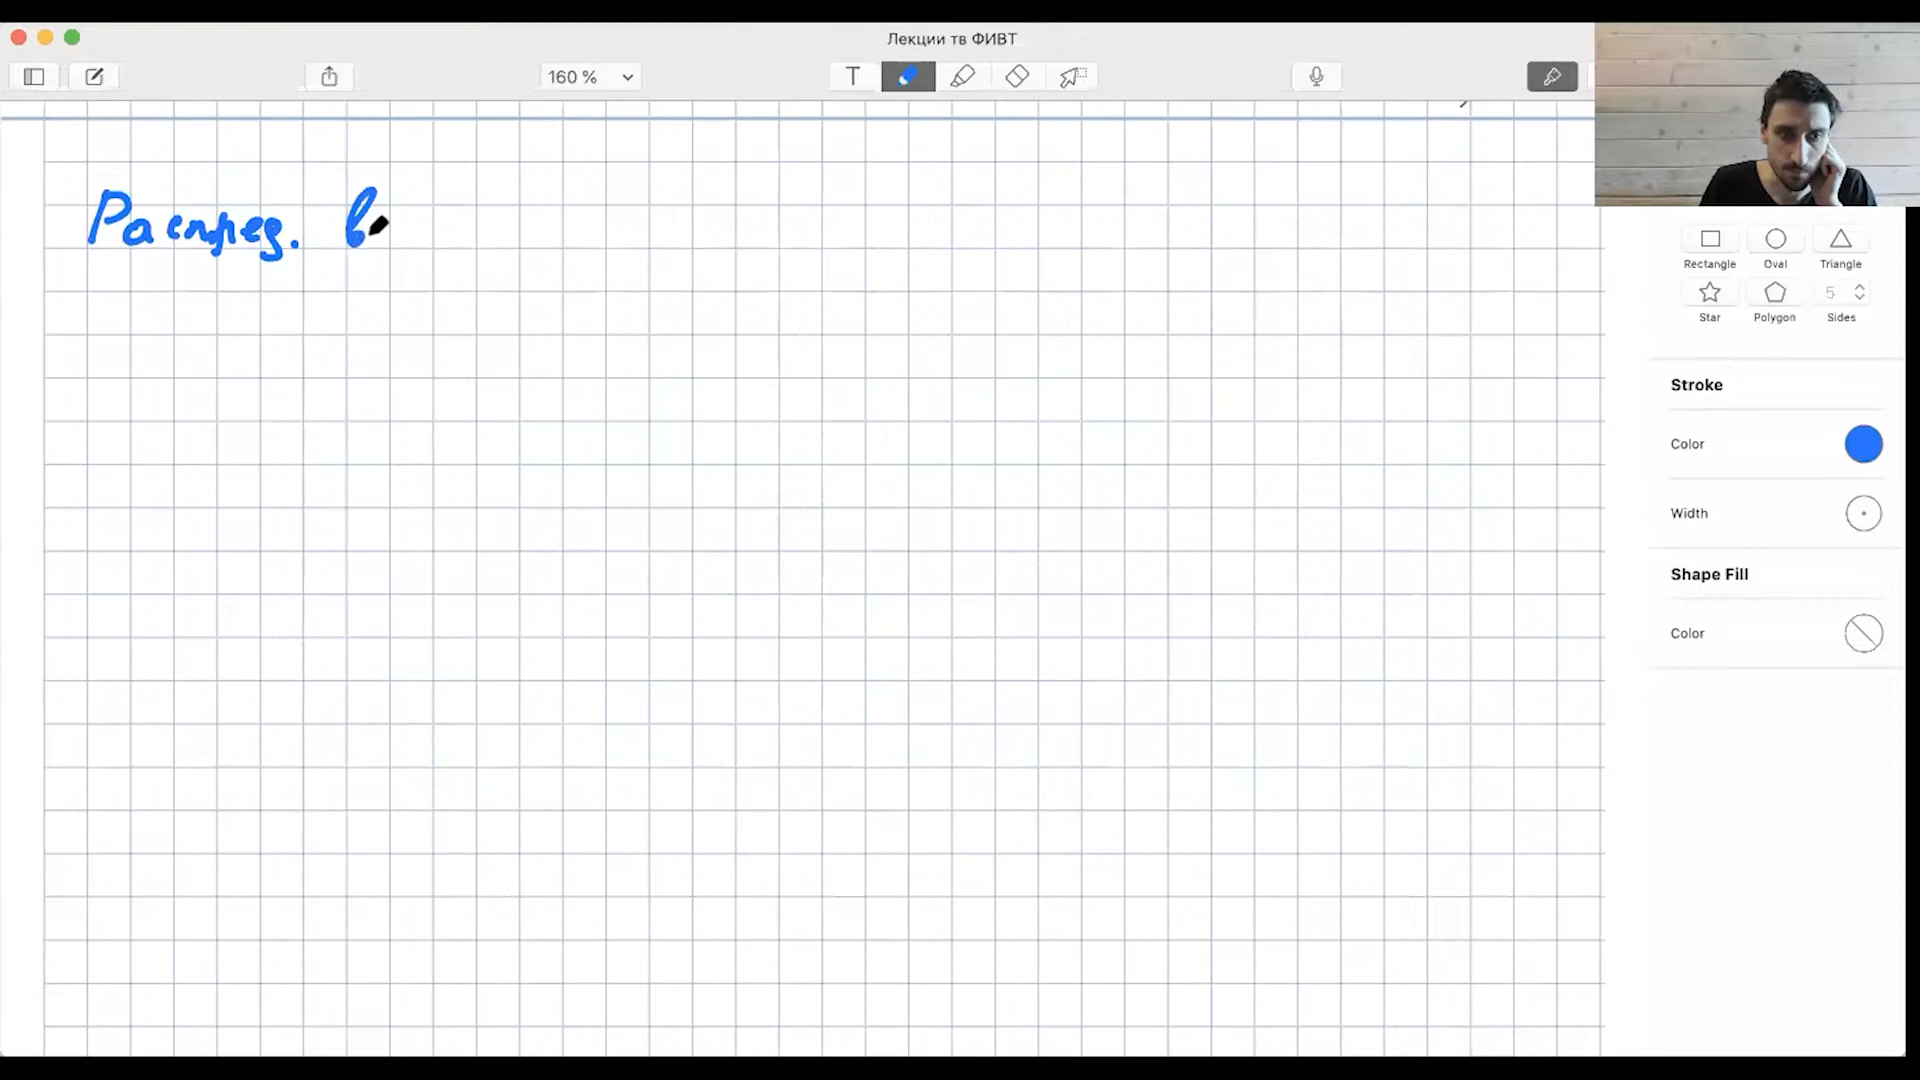 Лекции тв ФИВТ
160 %
T
Распред. в
Rectangle Oval Triangle
5
Star Polygon Sides
Stroke
Color
Width
Shape Fill
Color